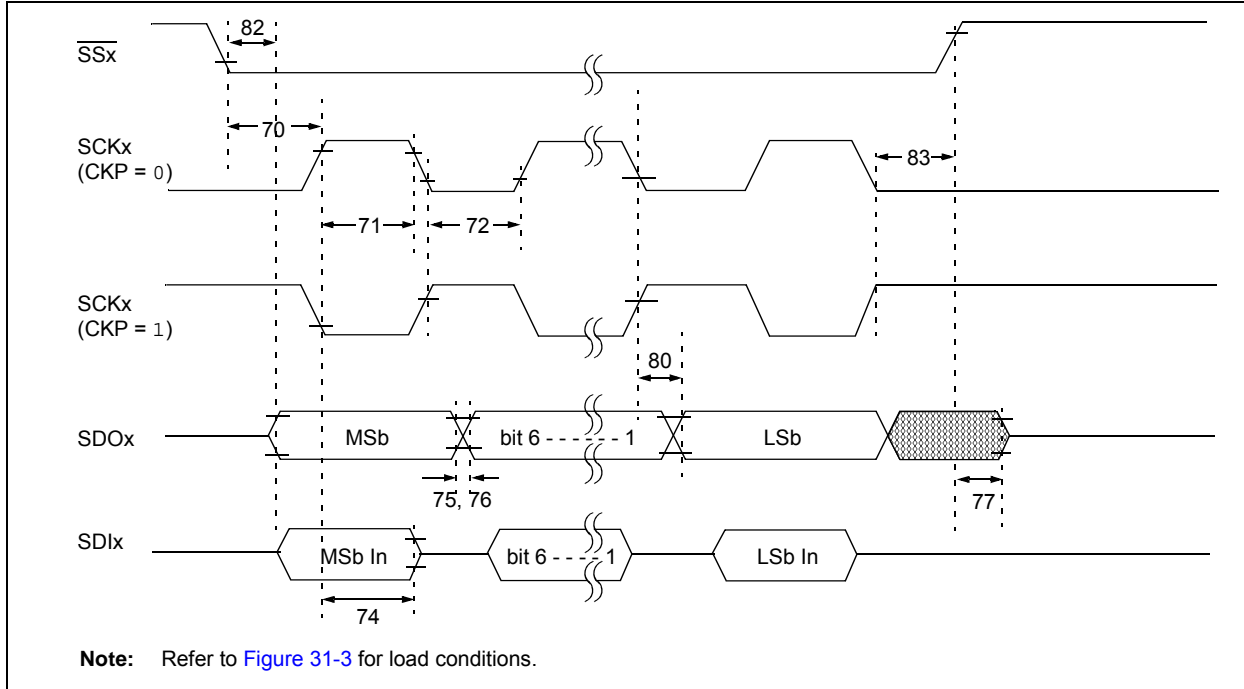 82
SSx
70
SCKx
(CKP = 0)
83
71
72
SCKx
(CKP = 1)
80
SDOx
MSb
bit 6 - - - - - - 1
LSb
75, 76
77
SDIx
MSb In
bit 6 - - - - 1
LSb In
74
Note: Refer to Figure 31-3 for load conditions.